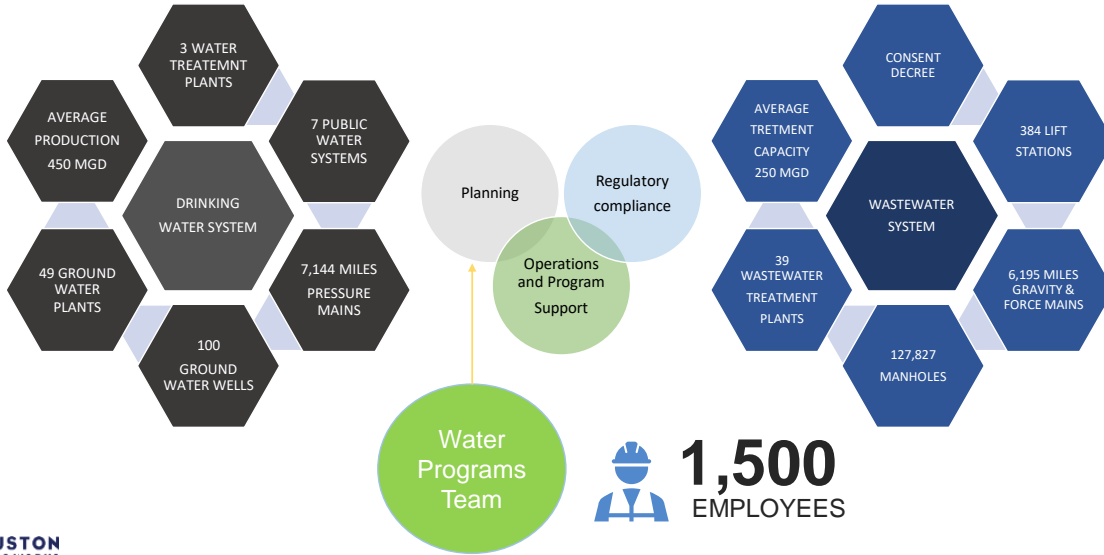 3 WATER
TREATEMNT
PLANTS
AVERAGE
PRODUCTION
450 MGD
7 PUBLIC
WATER
SYSTEMS
DRINKING
WATER SYSTEM
49 GROUND
WATER
PLANTS
7,144 MILES
PRESSURE
MAINS
100
GROUND
WATER WELLS
Planning
Regulatory
compliance
Operations
and Program
Support
Water
Programs
Team
1,500
EMPLOYEES
CONSENT
DECREE
AVERAGE
TRETMENT
CAPACITY
250 MGD
384 LIFT
STATIONS
WASTEWATER
SYSTEM
39
WASTEWATER
TREATMENT
PLANTS
6,195 MILES
GRAVITY &
FORCE MAINS
127,827
MANHOLES
USTON